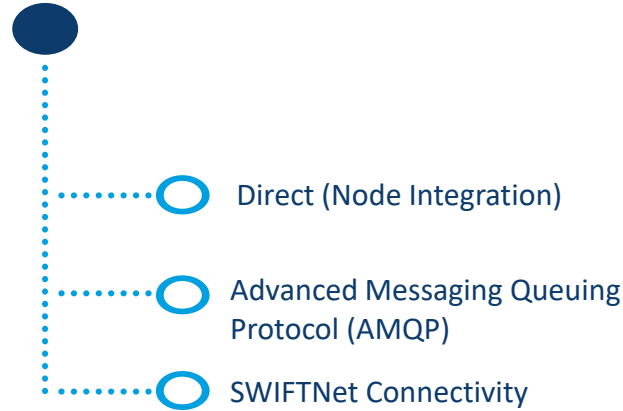 Direct (Node Integration)
Advanced Messaging Queuing
Protocol (AMQP)
SWIFTNet Connectivity